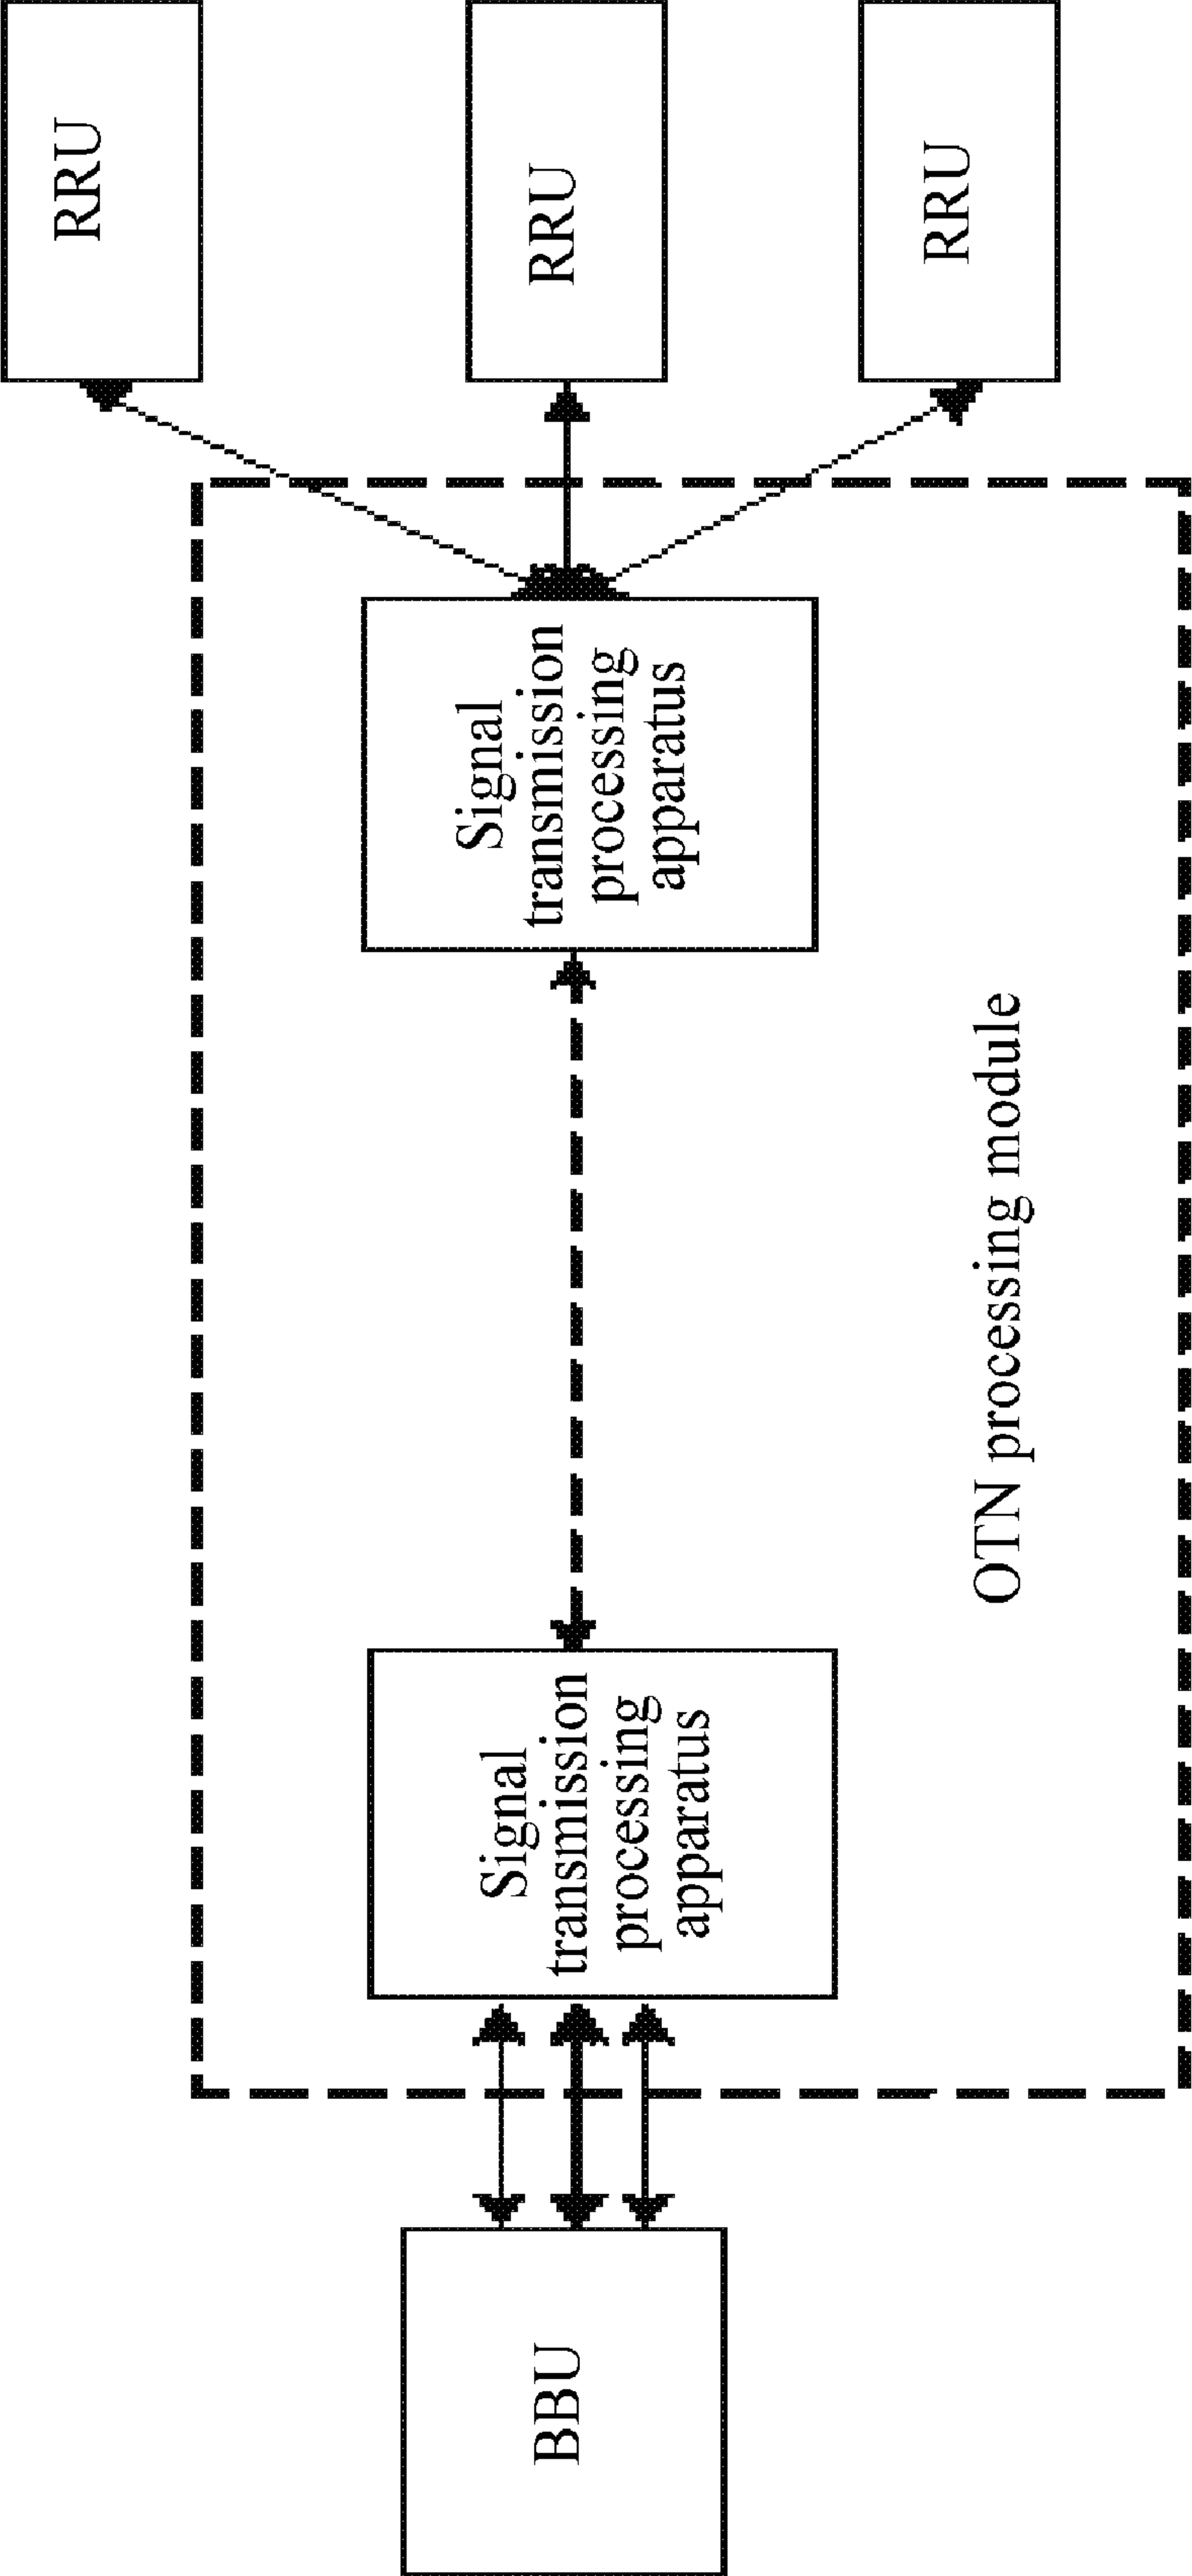 BBU
Signal
transmission
processing
apparatus
Signal
transmission
processing
apparatus
OTN processing module
RRU
RRU
RRU